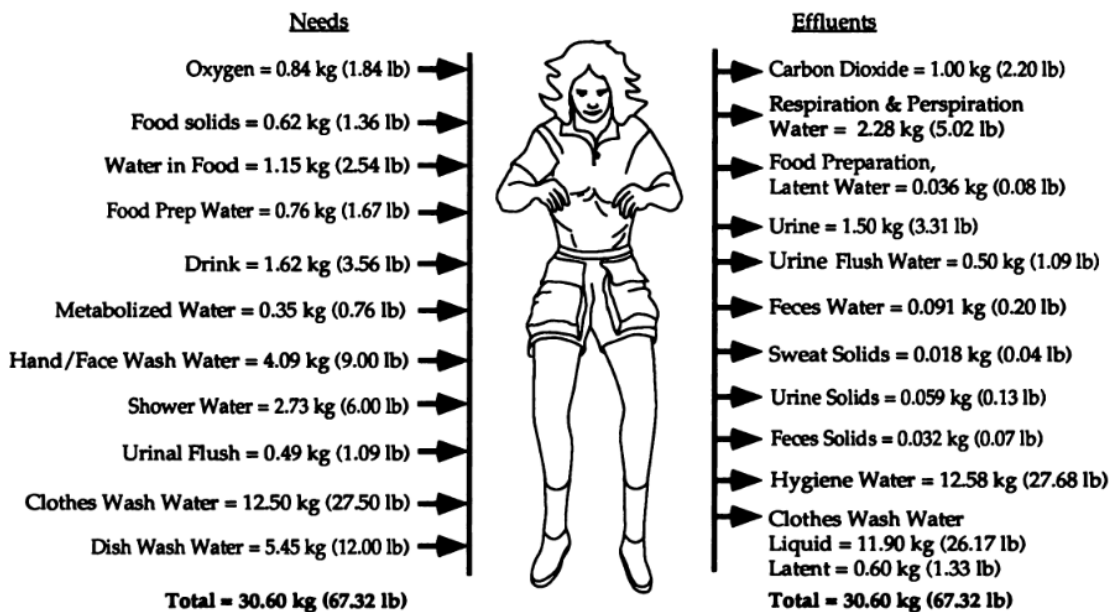 Needs
Oxygen = 0.84 kg (1.84 lb)
Food solids = 0.62 kg (1.36 lb)
Water in Food = 1.15 kg (2.54 lb)
Food Prep Water = 0.76 kg (1.67 lb)
Drink = 1.62 kg (3.56 lb)
Metabolized Water = 0.35 kg (0.76 lb)
Hand/Face Wash Water = 4.09 kg (9.00 lb)
Shower Water = 2.73 kg (6.00 lb)
Urinal Flush = 0.49 kg (1.09 lb)
Clothes Wash Water = 12.50 kg (27.50 lb)
Dish Wash Water = 5.45 kg (12.00 lb)
Total = 30.60 kg (67.32 lb)
Effluents
Carbon Dioxide = 1.00 kg (2.20 lb)
Respiration & Perspiration
Water = 2.28 kg (5.02 lb)
Food Preparation,
Latent Water = 0.036 kg (0.08 lb)
Urine = 1.50 kg (3.31 lb)
Urine Flush Water = 0.50 kg (1.09 lb)
Feces Water = 0.091 kg (0.20 lb)
Sweat Solids = 0.018 kg (0.04 lb)
Urine Solids = 0.059 kg (0.13 lb)
Feces Solids = 0.032 kg (0.07 lb)
Hygiene Water = 12.58 kg (27.68 lb)
Clothes Wash Water
Liquid = 11.90 kg (26.17 lb)
Latent = 0.60 kg (1.33 lb)
Total = 30.60 kg (67.32 lb)